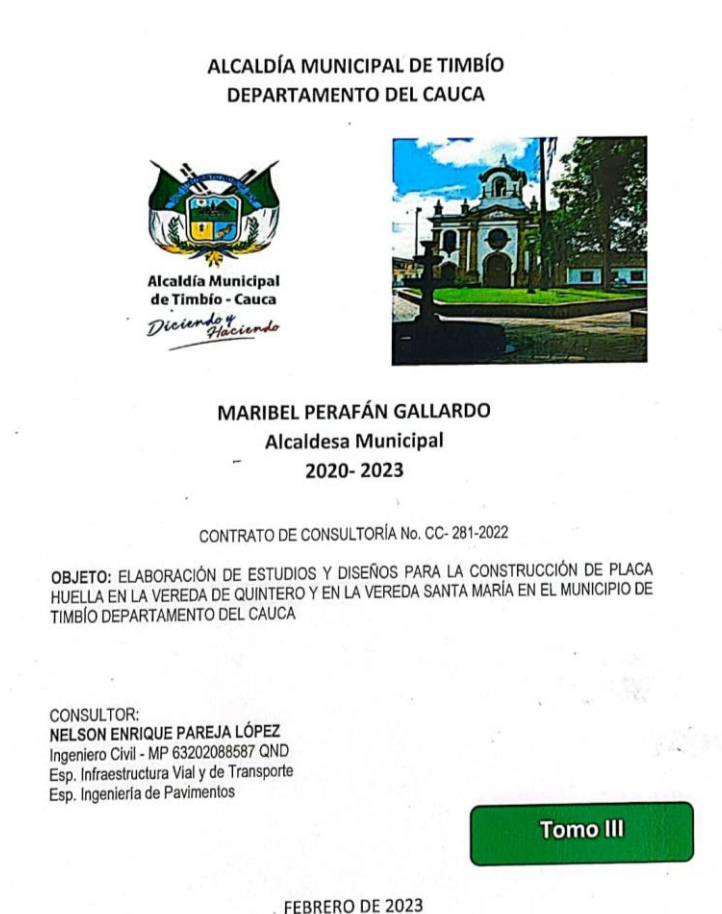 ALCALDÍA MUNICIPAL DE TIMBÍO
DEPARTAMENTO DEL CAUCA
Alcaldía Municipal
de Timbío - Cauca
Diciendo y
Haciendo
MARIBEL PERAFÁN GALLARDO
Alcaldesa Municipal
2020- 2023
CONTRATO DE CONSULTORÍA No. CC- 281-2022
OBJETO: ELABORACIÓN DE ESTUDIOS Y DISEÑOS PARA LA CONSTRUCCIÓN DE PLACA
HUELLA EN LA VEREDA DE QUINTERO Y EN LA VEREDA SANTA MARÍA EN EL MUNICIPIO DE
TIMBÍO DEPARTAMENTO DEL CAUCA
CONSULTOR:
NELSON ENRIQUE PAREJA LÓPEZ
Ingeniero Civil - MP 63202088587 QND
Esp. Infraestructura Vial y de Transporte
Esp. Ingeniería de Pavimentos
Tomo III
FEBRERO DE 2023